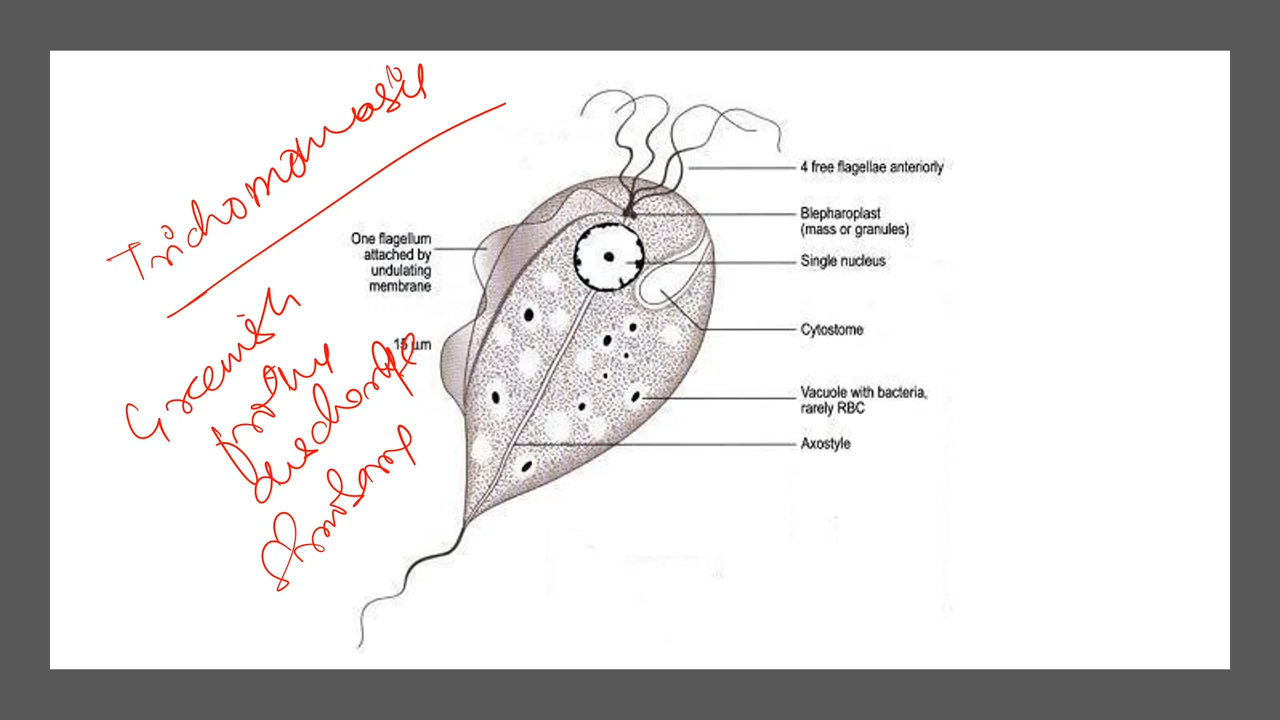 Trichomonasis
Greenish
frothy
discharge
4 free flagellae anteriorly
Blepharoplast
(mass or granules)
Single nucleus
One flagellum
attached by
undulating
membrane
15 µm
Cytostome
Vacuole with bacteria,
rarely RBC
Axostyle